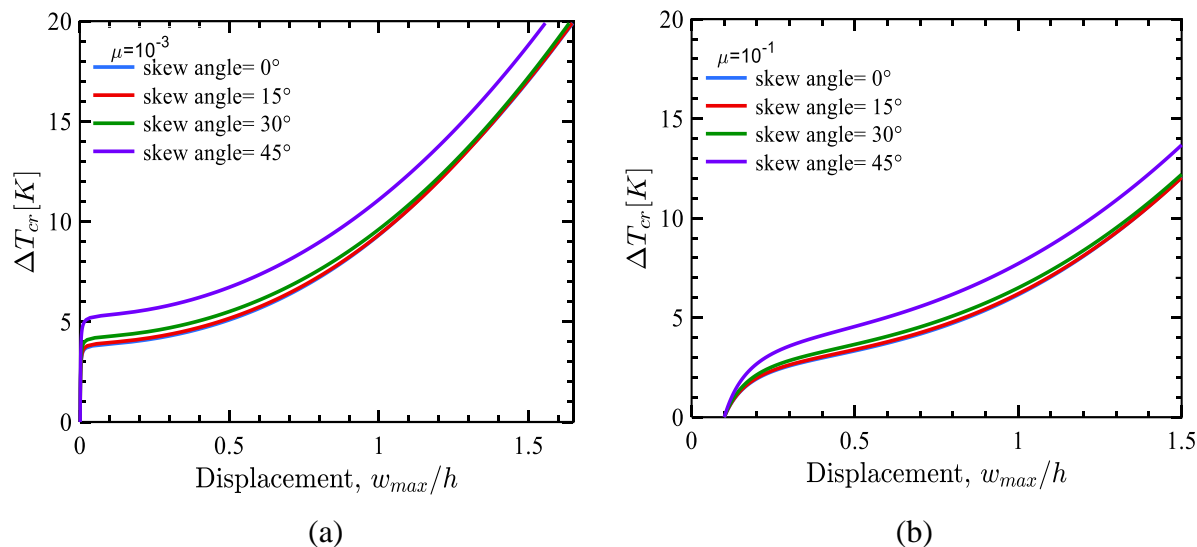 μ=10⁻³
skew angle= 0°
skew angle= 15°
skew angle= 30°
skew angle= 45°
20
15
10
5
0
ΔT_cr [K]
0
0.5
1
1.5
Displacement, w_max/h
(a)
μ=10⁻¹
skew angle= 0°
skew angle= 15°
skew angle= 30°
skew angle= 45°
20
15
10
5
0
ΔT_cr [K]
0
0.5
1
1.5
Displacement, w_max/h
(b)